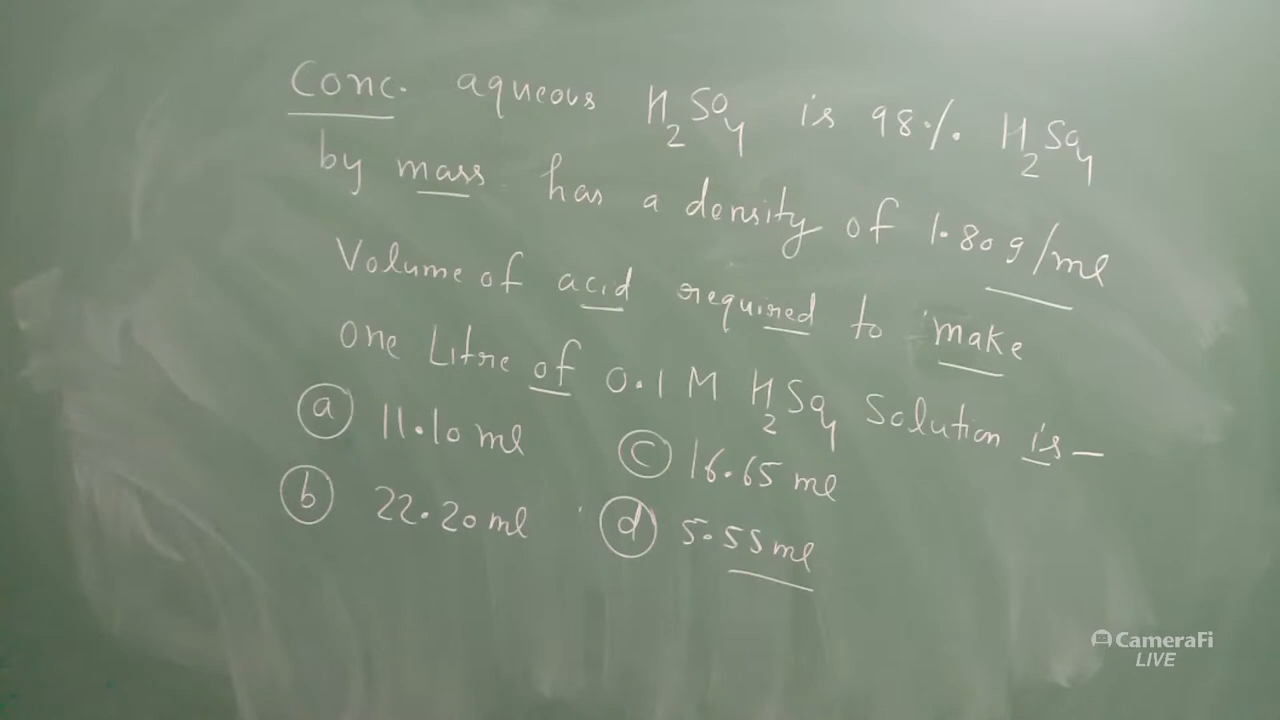 Conc. aqueous H2SO4 is 98% H2SO4
by mass has a density of 1.80 g/ml
Volume of acid required to make
one Litre of 0.1 M H2SO4 Solution is-
(a) 11.10 ml
(c) 16.65 ml
(b) 22.20 ml
(d) 5.55 ml
CameraFi
LIVE